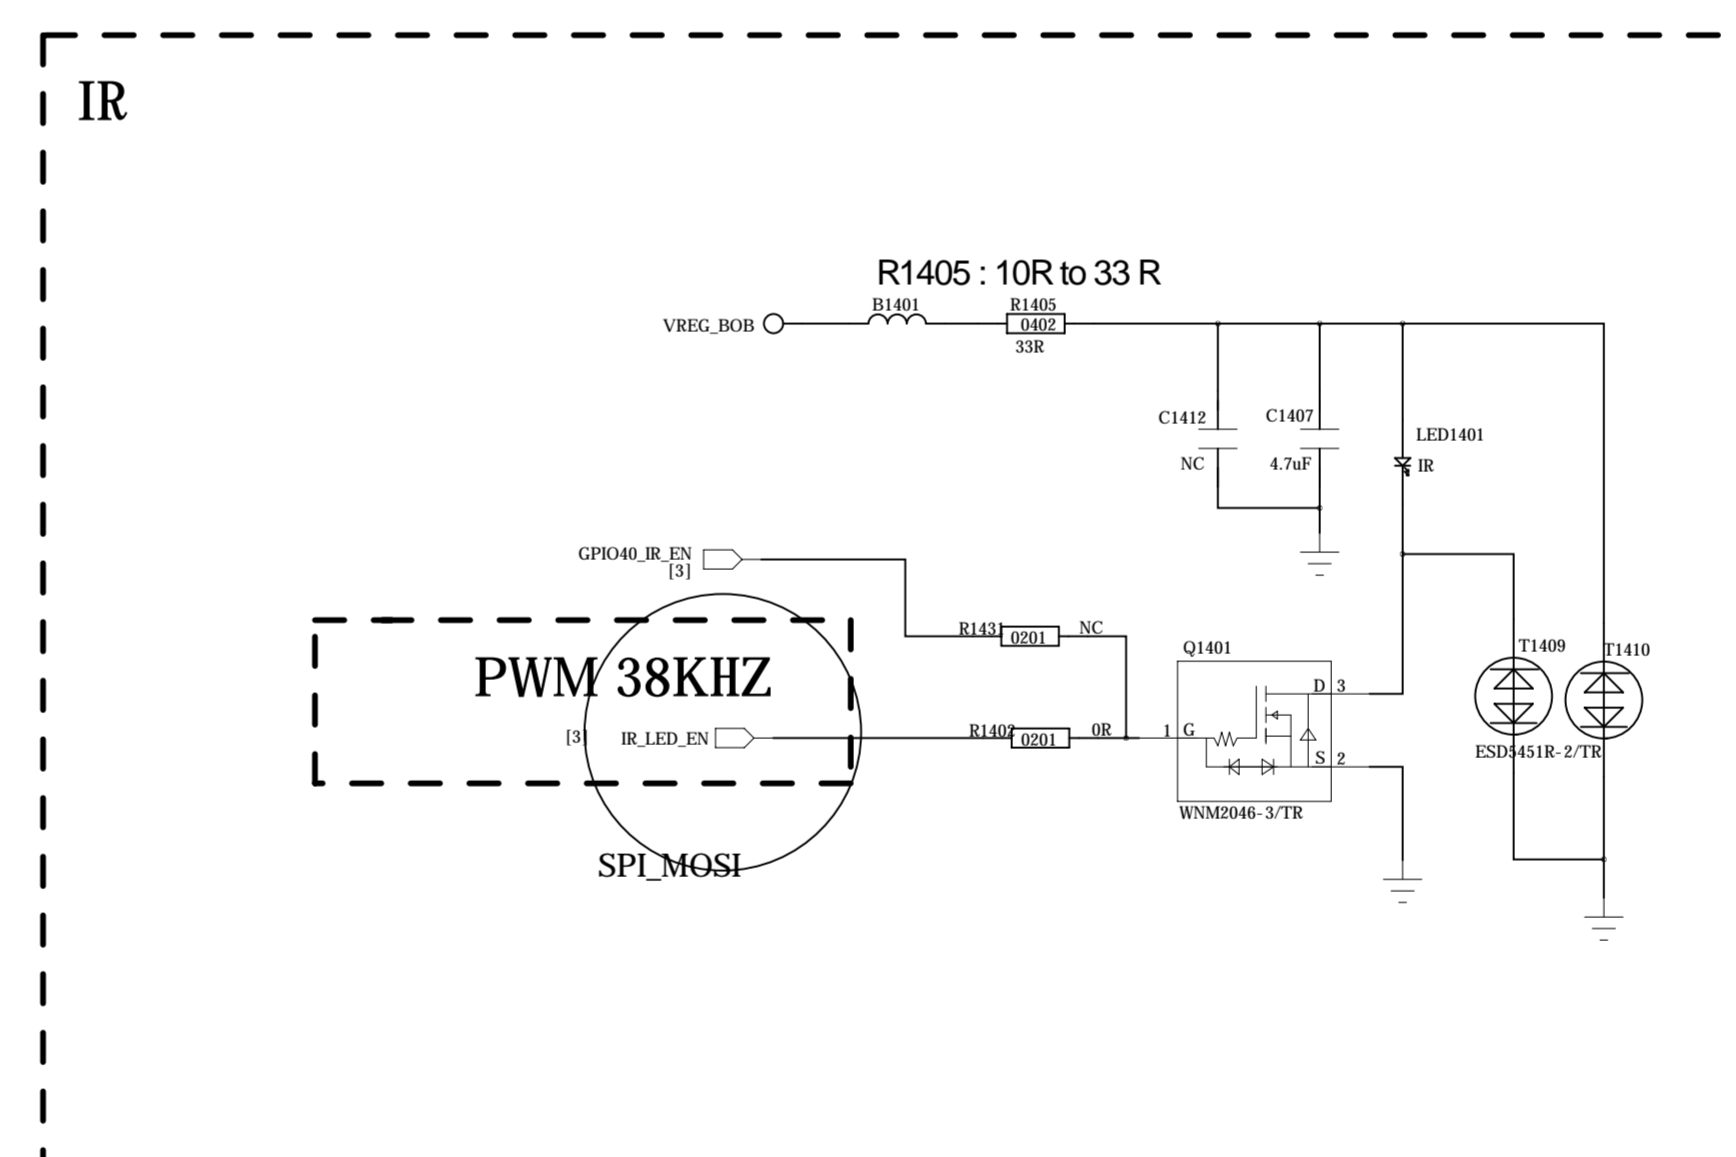 IR
R1405 : 10R to 33 R
B1401
R1405
VREG_BOB
0402
33R
C1412
C1407
LED1401
NC
4.7uF
IR
GPIO40_IR_EN
[3]
R1431
0201
NC
PWM 38KHZ
Q1401
T1409
T1410
D 3
[3]
IR_LED_EN
R1402
0201
0R
1 G
S 2
ESD5451R-2/TR
WNM2046-3/TR
SPI_MOSI